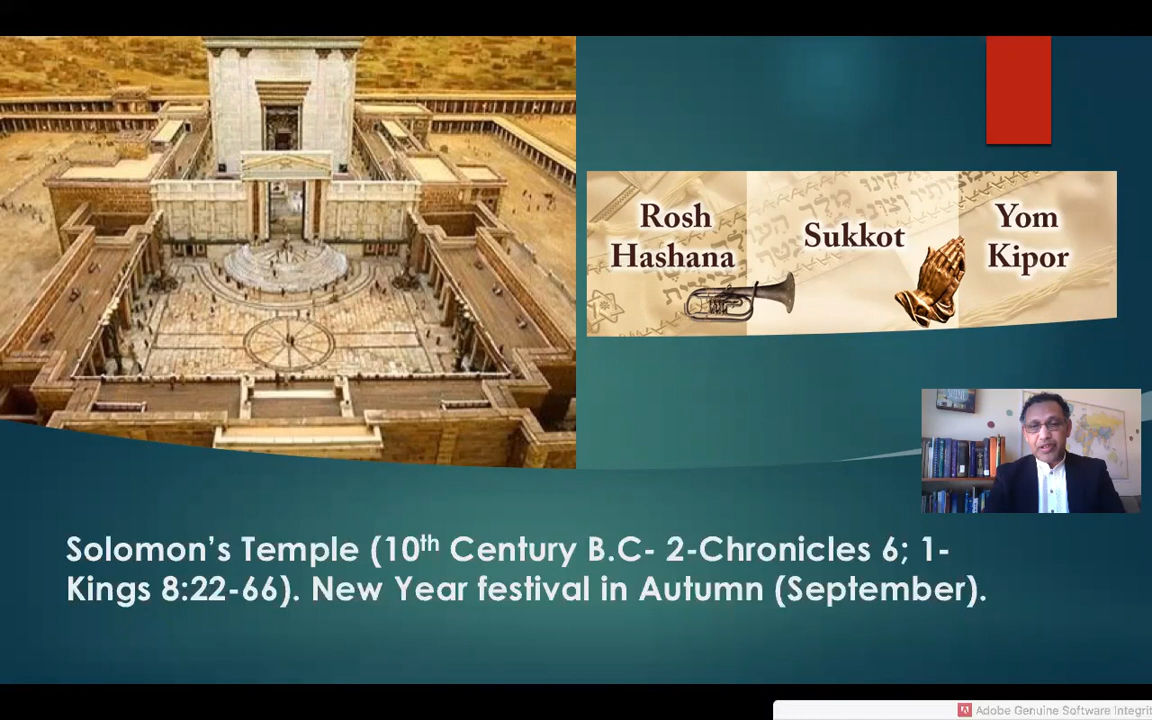 Rosh
Hashana
Sukkot
Yom
Kipor
Solomon’s Temple (10th Century B.C- 2-Chronicles 6; 1-
Kings 8:22-66). New Year festival in Autumn (September).
Adobe Genuine Software Integrit